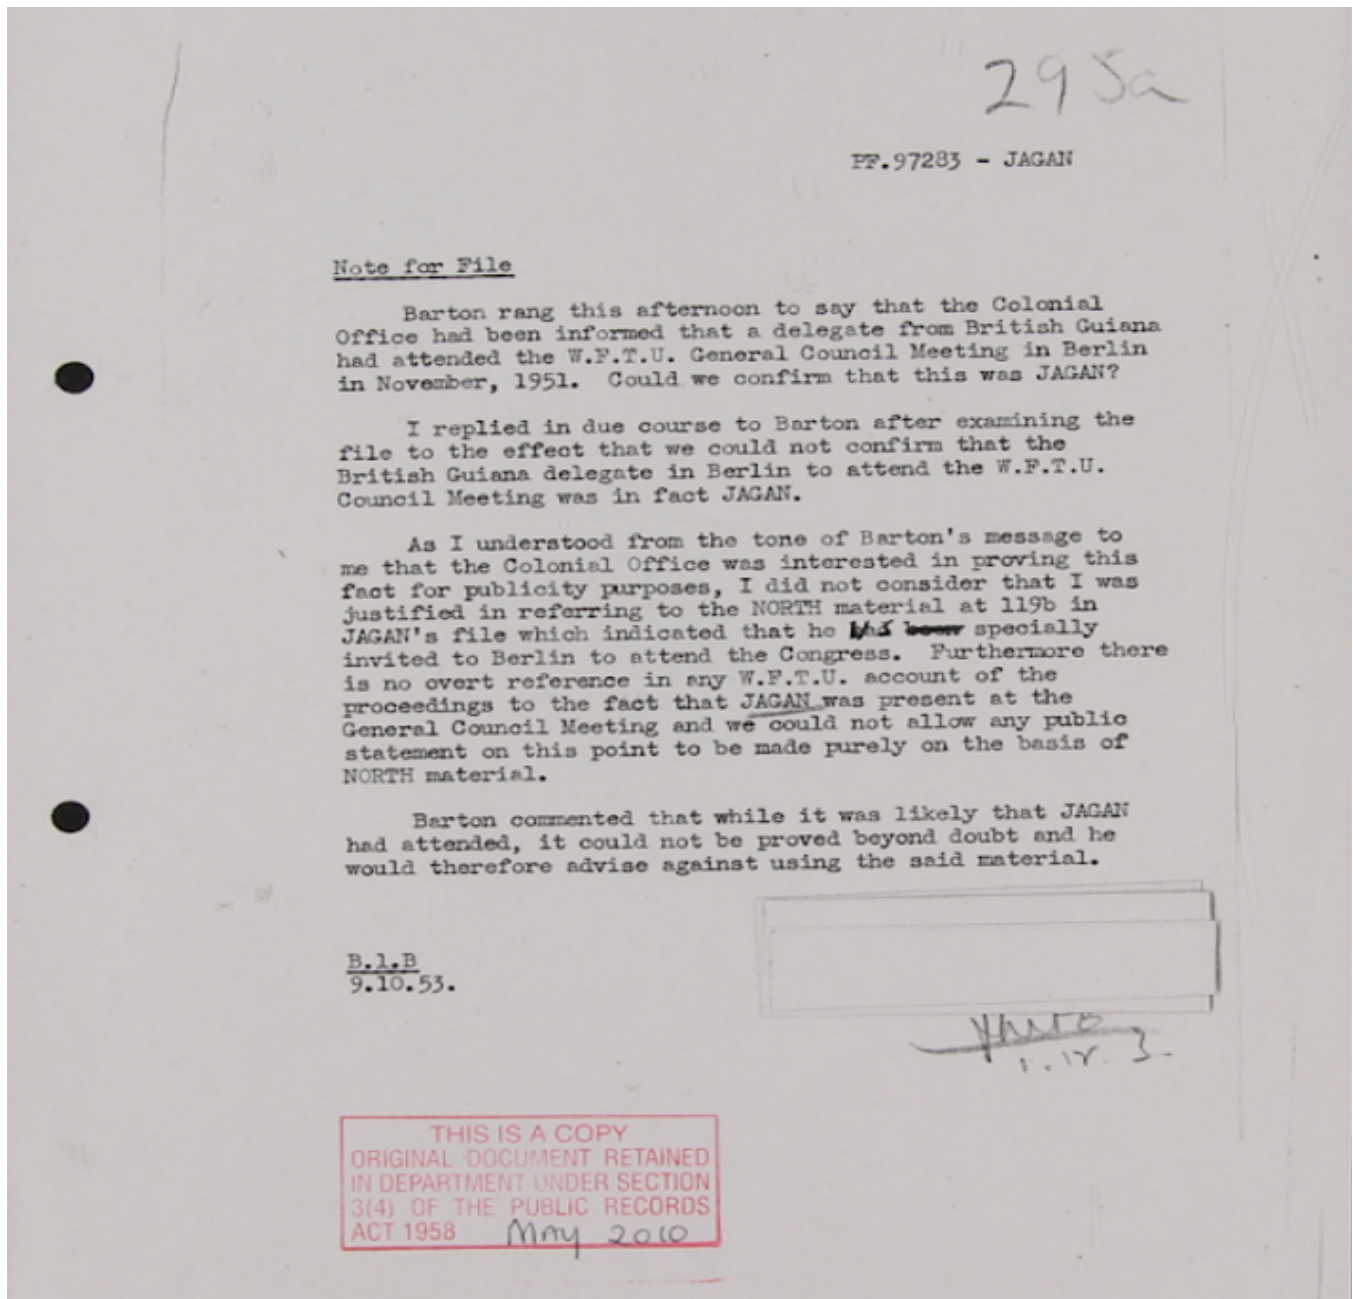 295a
PF.97283 - JAGAN
Note for File
Barton rang this afternoon to say that the Colonial
Office had been informed that a delegate from British Guiana
had attended the W.F.T.U. General Council Meeting in Berlin
in November, 1951. Could we confirm that this was JAGAN?
I replied in due course to Barton after examining the
file to the effect that we could not confirm that the
British Guiana delegate in Berlin to attend the W.F.T.U.
Council Meeting was in fact JAGAN.
As I understood from the tone of Barton's message to
me that the Colonial Office was interested in proving this
fact for publicity purposes, I did not consider that I was
justified in referring to the NORTH material at 119b in
JAGAN's file which indicated that he specially
invited to Berlin to attend the Congress. Furthermore there
is no overt reference in any W.F.T.U. account of the
proceedings to the fact that JAGAN was present at the
General Council Meeting and we could not allow any public
statement on this point to be made purely on the basis of
NORTH material.
Barton commented that while it was likely that JAGAN
had attended, it could not be proved beyond doubt and he
would therefore advise against using the said material.
B.1.B
9.10.53.
THIS IS A COPY
ORIGINAL DOCUMENT RETAINED
IN DEPARTMENT UNDER SECTION
3(4) OF THE PUBLIC RECORDS
ACT 1958 May 2010